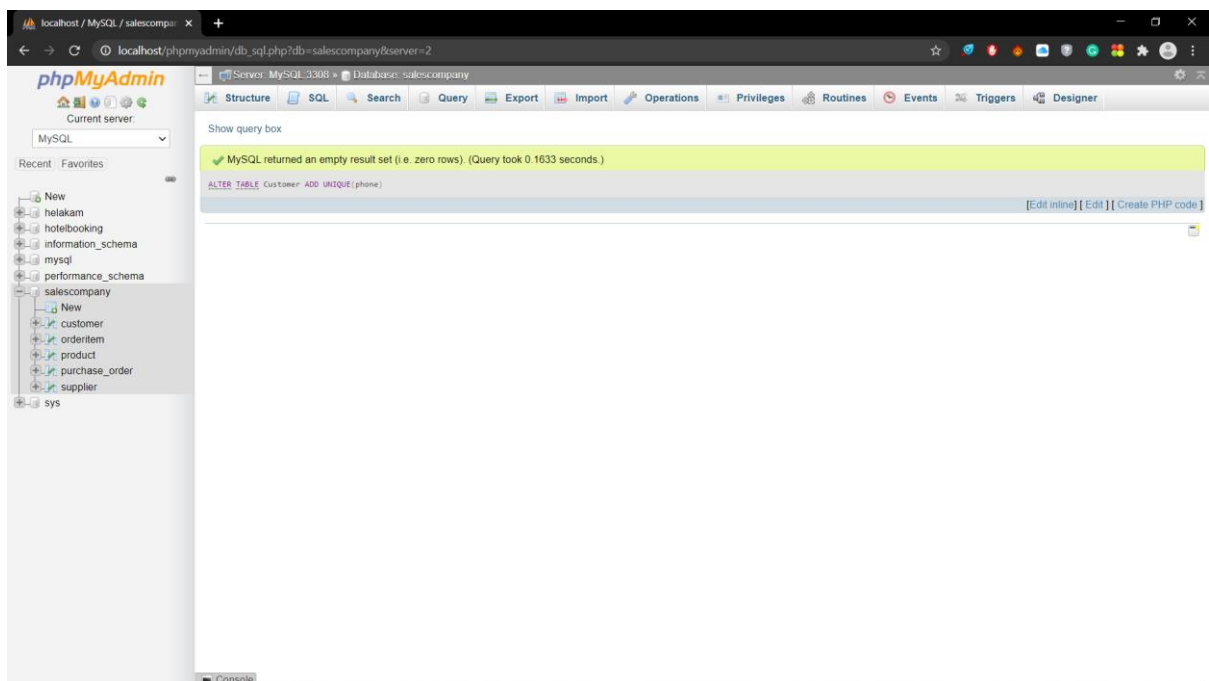 localhost / MySQL / salescompar
localhost/phpmyadmin/db_sql.php?db=salescompany&server=2
phpMyAdmin
Current server:
MySQL
Recent Favorites
New
helakam
hotelbooking
information_schema
mysql
performance_schema
salescompany
New
customer
orderitem
product
purchase_order
supplier
sys
Server: MySQL:3308 » Database: salescompany
Structure SQL Search Query Export Import Operations Privileges Routines Events Triggers Designer
Show query box
MySQL returned an empty result set (i.e. zero rows). (Query took 0.1633 seconds.)
ALTER TABLE Customer ADD UNIQUE(phone)
[Edit inline] [ Edit ] [ Create PHP code ]
Console